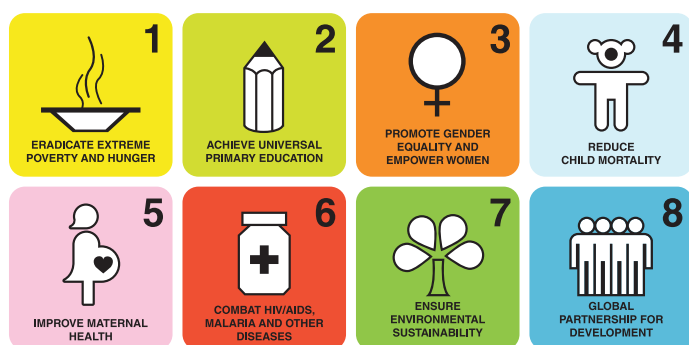 1
ERADICATE EXTREME
POVERTY AND HUNGER
2
ACHIEVE UNIVERSAL
PRIMARY EDUCATION
3
PROMOTE GENDER
EQUALITY AND
EMPOWER WOMEN
4
REDUCE
CHILD MORTALITY
5
IMPROVE MATERNAL
HEALTH
6
COMBAT HIV/AIDS,
MALARIA AND OTHER
DISEASES
7
ENSURE
ENVIRONMENTAL
SUSTAINABILITY
8
GLOBAL
PARTNERSHIP FOR
DEVELOPMENT